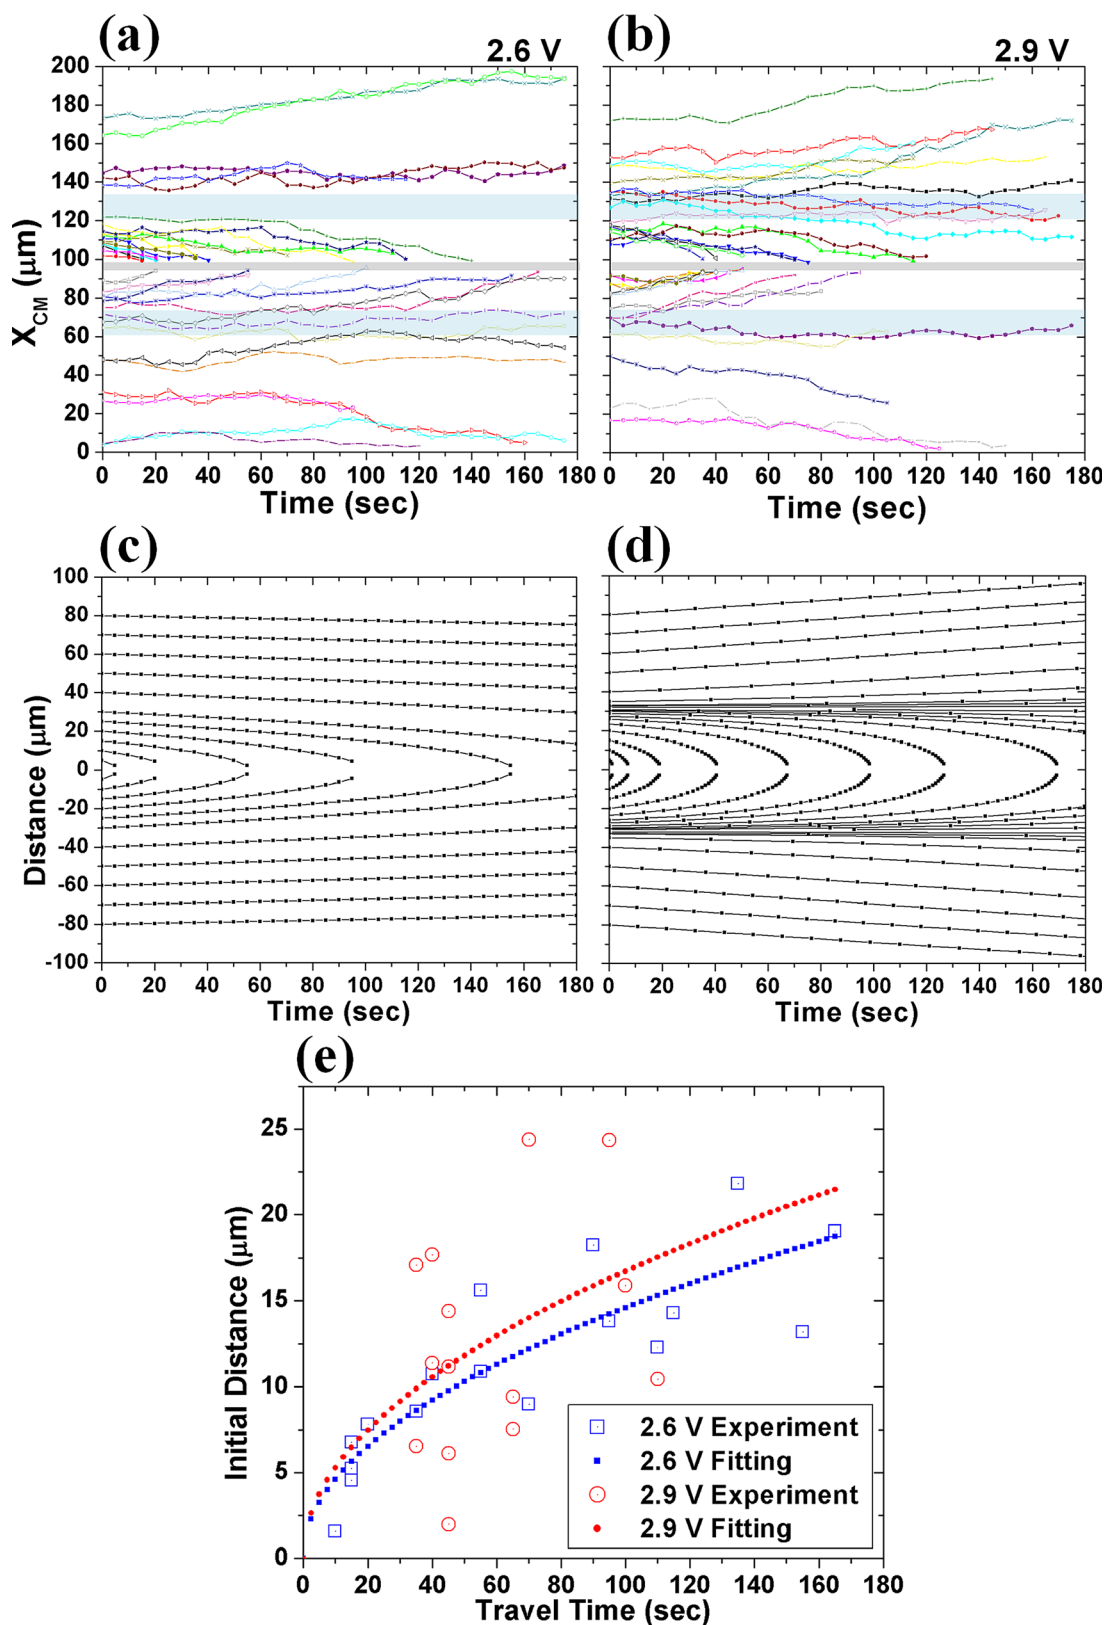 (a)
2.6 V
(b)
2.9 V
200
180
160
140
120
100
80
60
40
20
0
X_CM (μm)
0 20 40 60 80 100 120 140 160 180
0 20 40 60 80 100 120 140 160 180
Time (sec)
Time (sec)
(c)
(d)
100
80
60
40
20
0
-20
-40
-60
-80
-100
Distance (μm)
0 20 40 60 80 100 120 140 160 180
0 20 40 60 80 100 120 140 160 180
Time (sec)
Time (sec)
(e)
25
20
15
10
5
0
Initial Distance (μm)
2.6 V Experiment
2.6 V Fitting
2.9 V Experiment
2.9 V Fitting
0 20 40 60 80 100 120 140 160 180
Travel Time (sec)